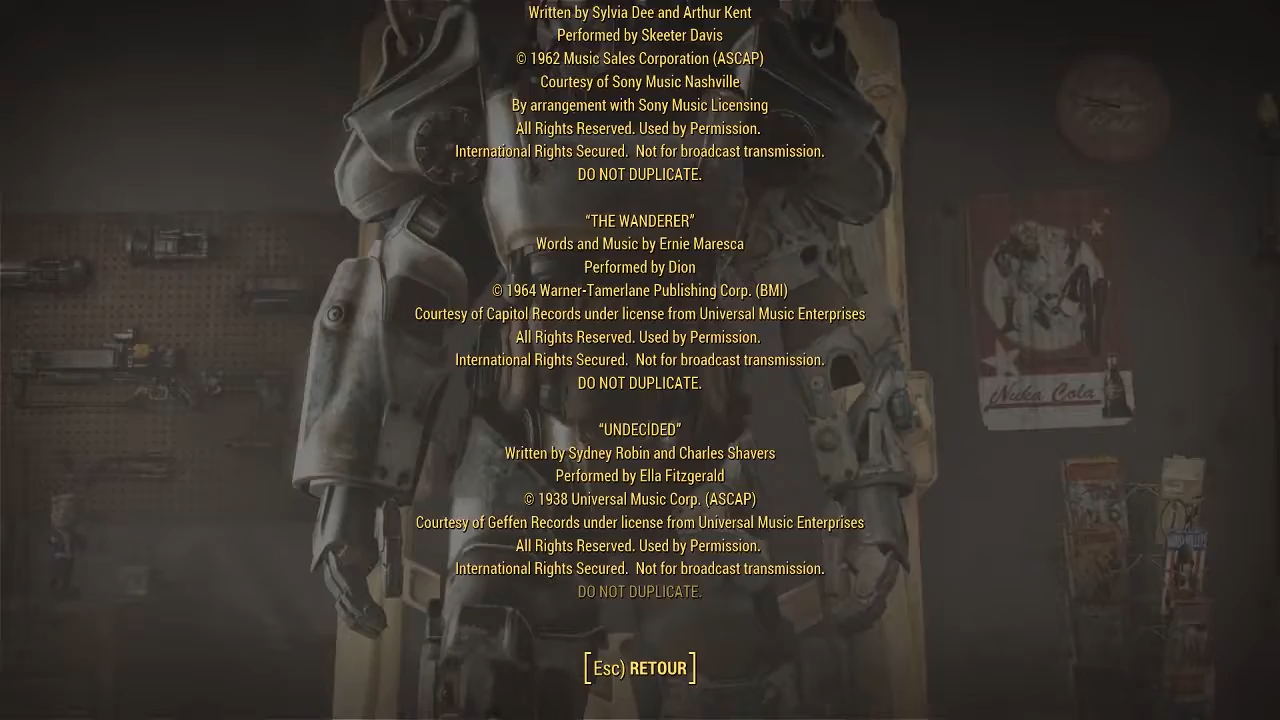 Written by Sylvia Dee and Arthur Kent
Performed by Skeeter Davis
© 1962 Music Sales Corporation (ASCAP)
Courtesy of Sony Music Nashville
By arrangement with Sony Music Licensing
All Rights Reserved. Used by Permission.
International Rights Secured.  Not for broadcast transmission.
DO NOT DUPLICATE.
“THE WANDERER”
Words and Music by Ernie Maresca
Performed by Dion
© 1964 Warner-Tamerlane Publishing Corp. (BMI)
Courtesy of Capitol Records under license from Universal Music Enterprises
All Rights Reserved. Used by Permission.
International Rights Secured.  Not for broadcast transmission.
DO NOT DUPLICATE.
Nuka Cola
“UNDECIDED”
Written by Sydney Robin and Charles Shavers
Performed by Ella Fitzgerald
© 1938 Universal Music Corp. (ASCAP)
Courtesy of Geffen Records under license from Universal Music Enterprises
All Rights Reserved. Used by Permission.
International Rights Secured.  Not for broadcast transmission.
DO NOT DUPLICATE.
[Esc) RETOUR]